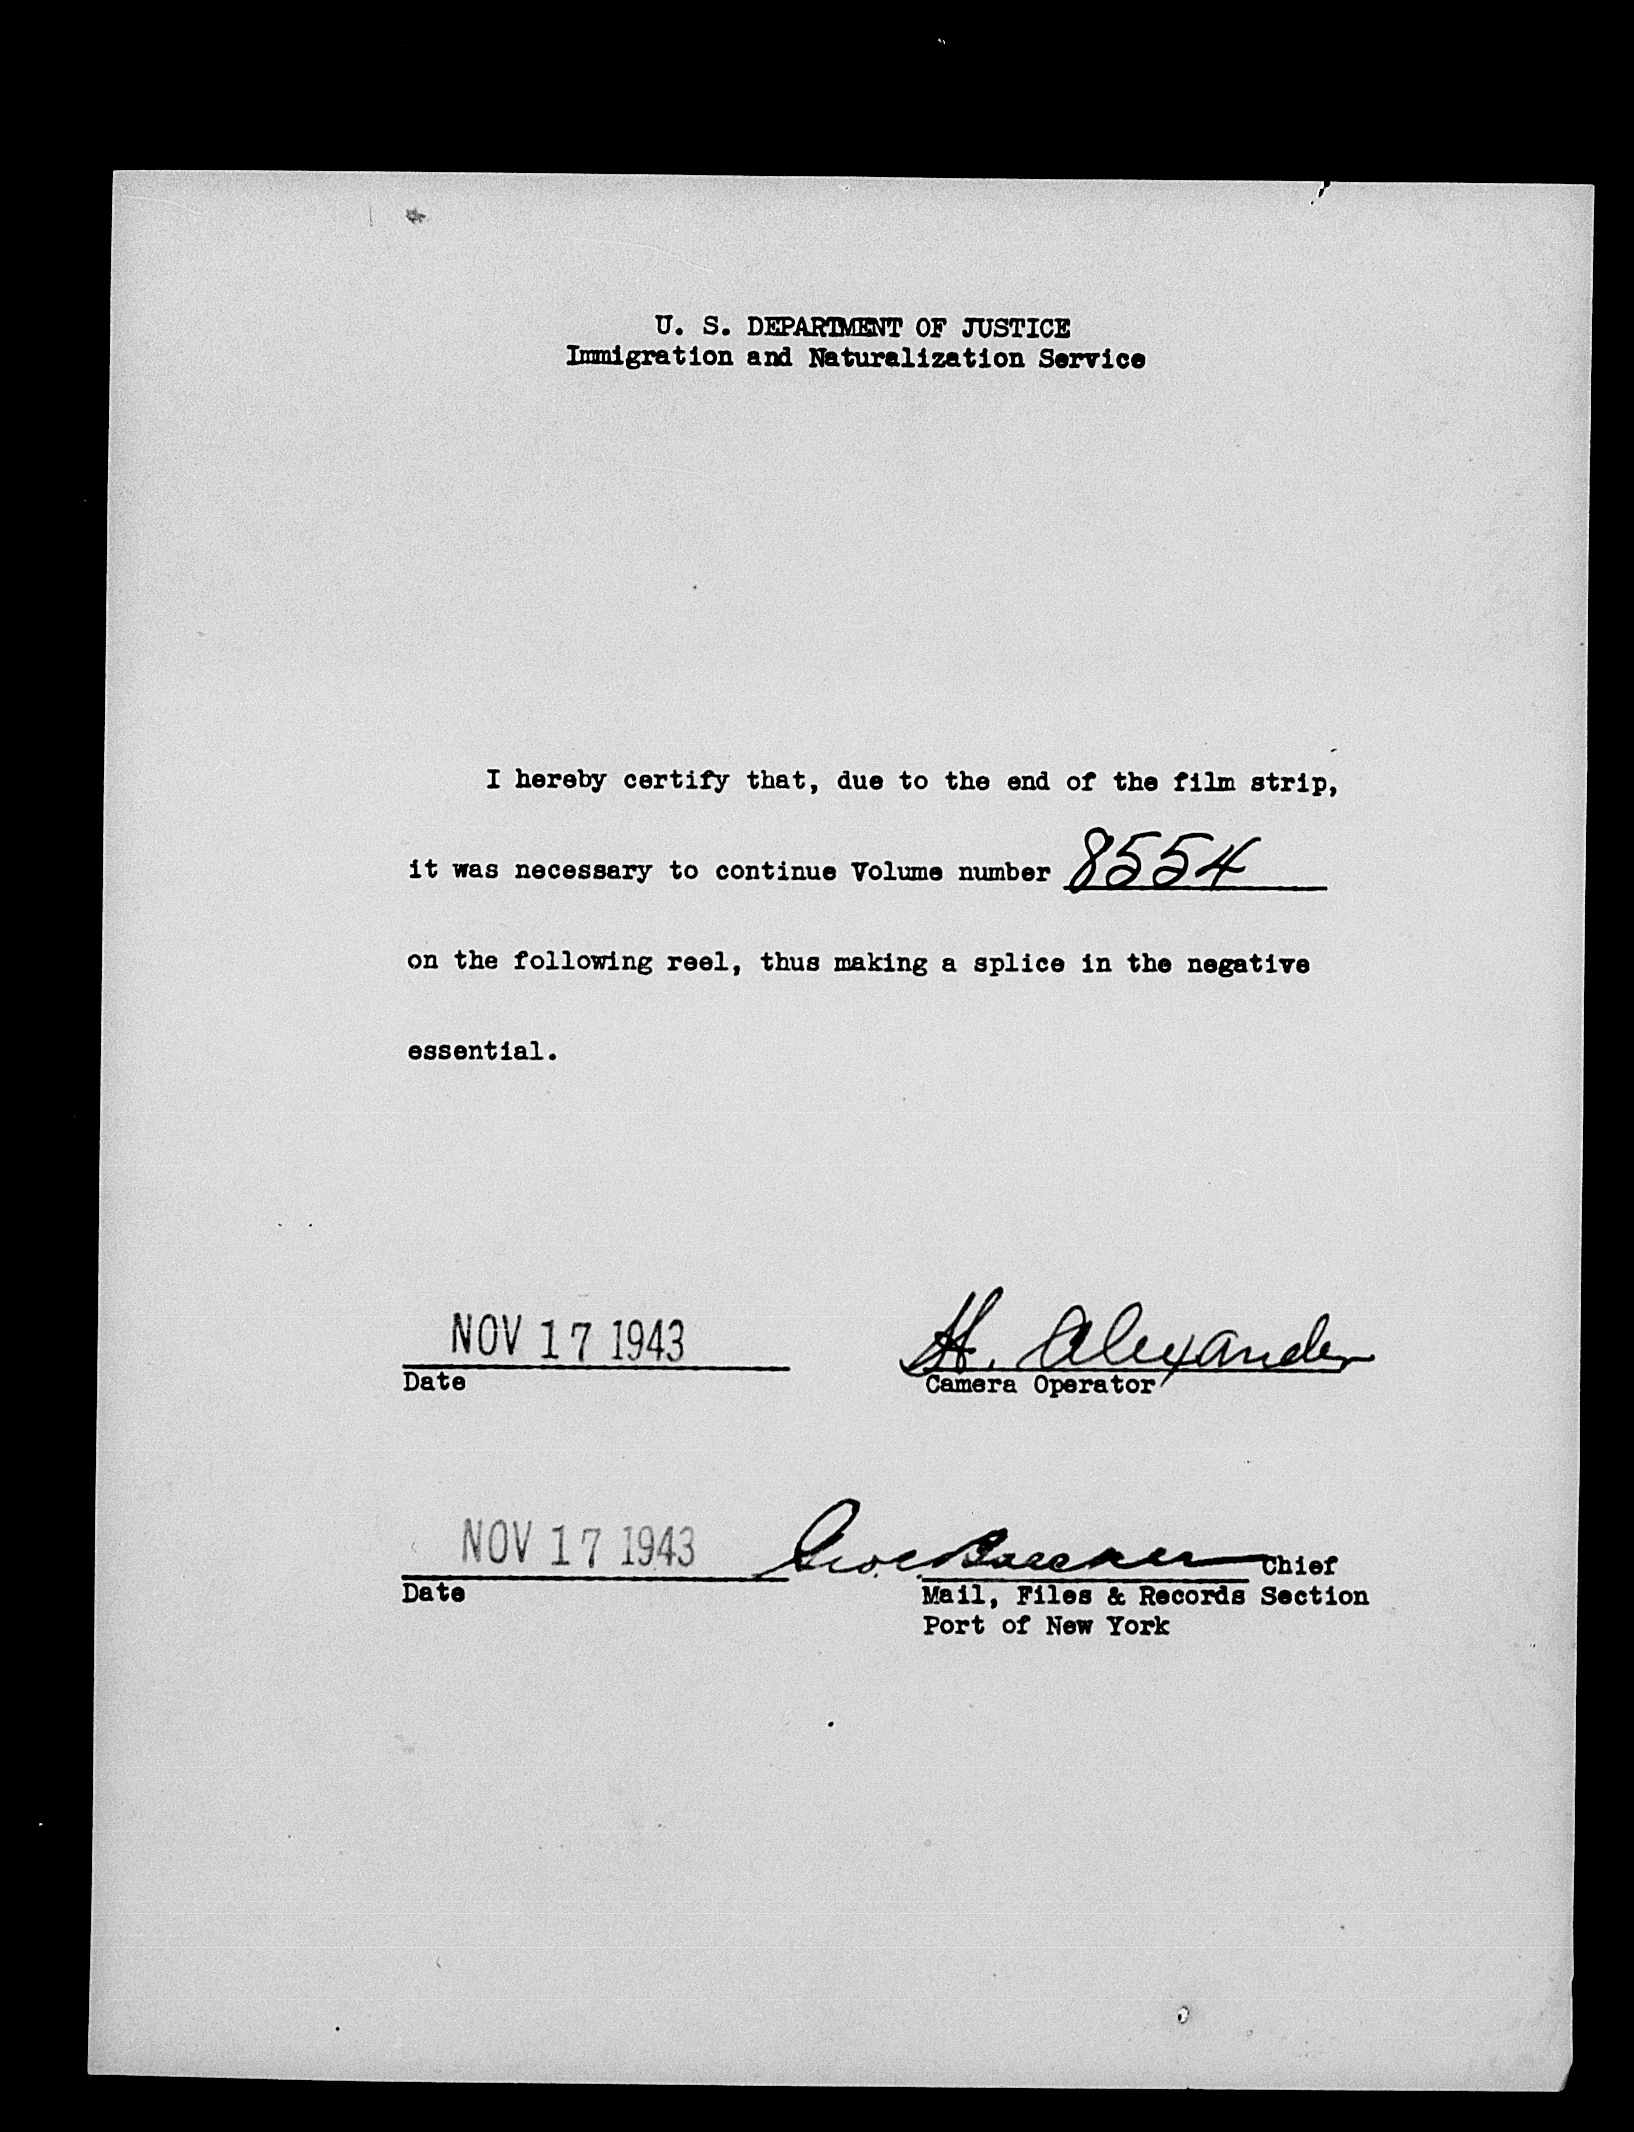 U. S. DEPARTMENT OF JUSTICE
Immigration and Naturalization Service
I hereby certify that, due to the end of the film strip,
it was necessary to continue Volume number 8554
on the following reel, thus making a splice in the negative
essential.
NOV 17 1943 H. Alexander
Date Camera Operator
NOV 17 1943 Geo. Chief
Date Mail, Files & Records Section
Port of New York